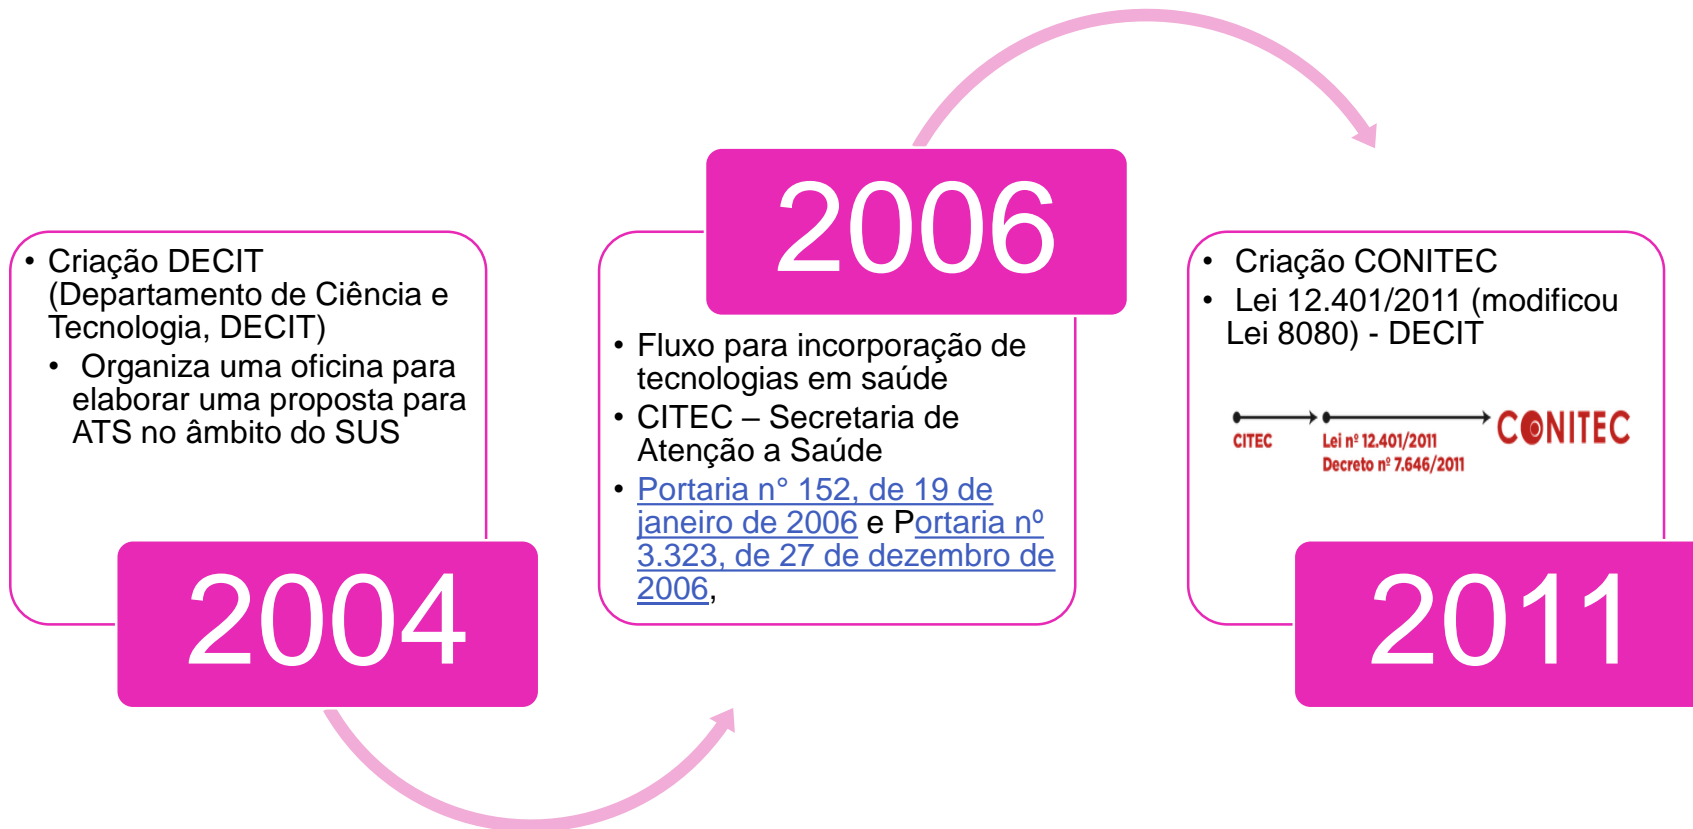 • Criação DECIT
(Departamento de Ciência e
Tecnologia, DECIT)
• Organiza uma oficina para
elaborar uma proposta para
ATS no âmbito do SUS
2004
2006
• Fluxo para incorporação de
tecnologias em saúde
• CITEC – Secretaria de
Atenção a Saúde
• Portaria n° 152, de 19 de
janeiro de 2006 e Portaria nº
3.323, de 27 de dezembro de
2006,
• Criação CONITEC
• Lei 12.401/2011 (modificou
Lei 8080) - DECIT
CITEC
Lei nº 12.401/2011
Decreto nº 7.646/2011
CONITEC
2011